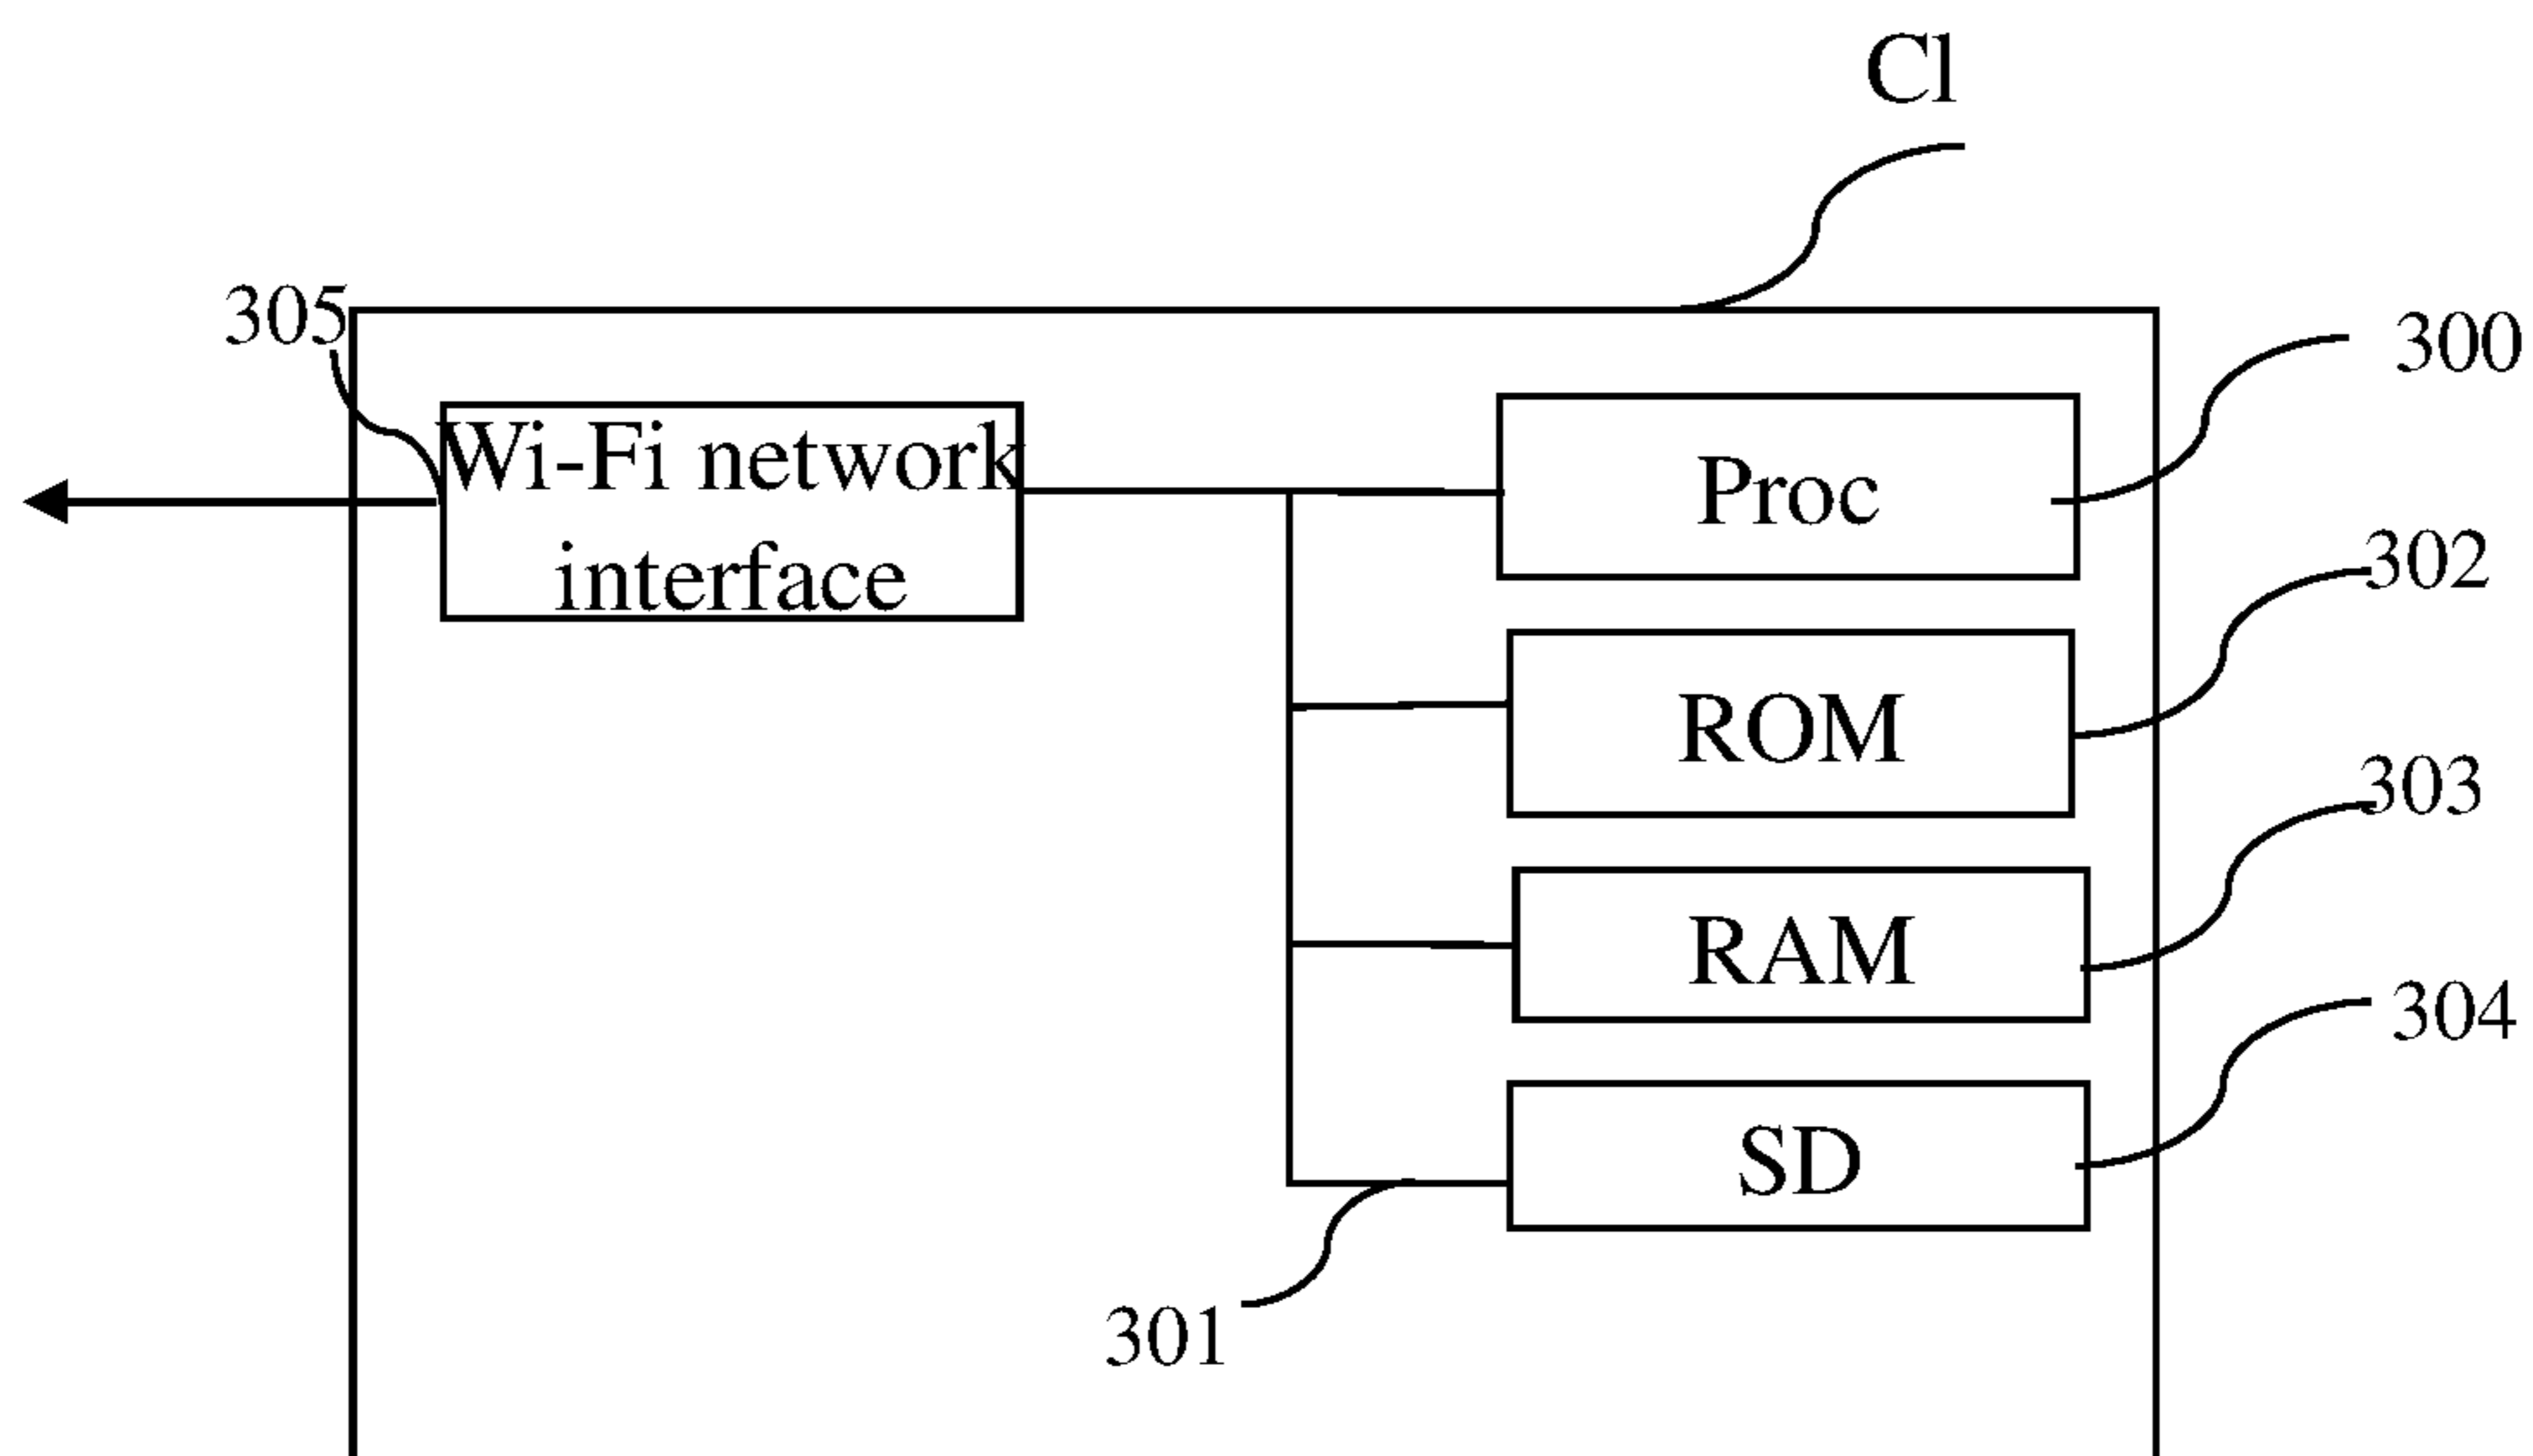 Cl
305
300
Wi-Fi network
interface
Proc
302
ROM
303
RAM
304
SD
301